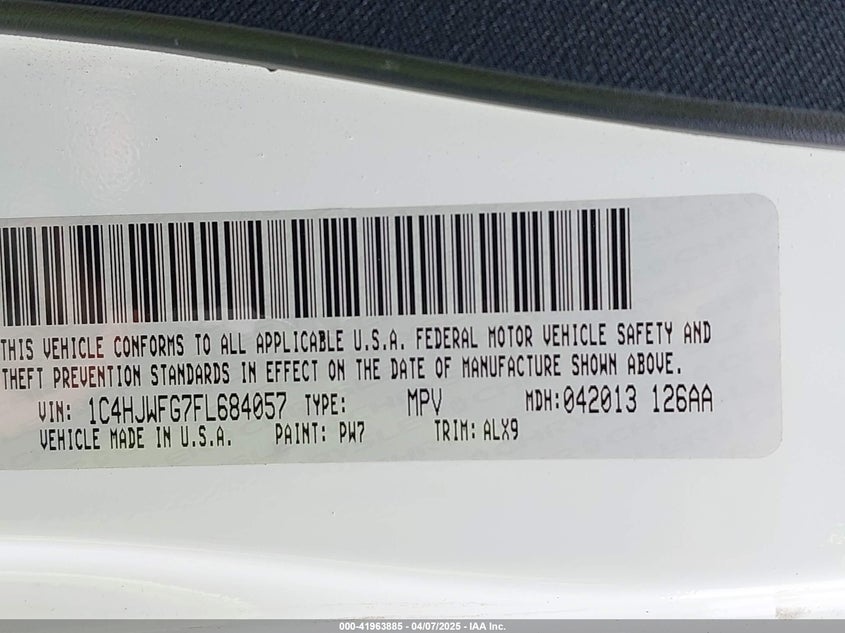 THIS VEHICLE CONFORMS TO ALL APPLICABLE U.S.A. FEDERAL MOTOR VEHICLE SAFETY AND
THEFT PREVENTION STANDARDS IN EFFECT ON THE DATE OF MANUFACTURE SHOWN ABOVE.
VIN: 1C4HJWFG7FL684057 TYPE: MPV MDH:042013 126AA
VEHICLE MADE IN U.S.A. PAINT: PW7 TRIM: ALX9
000-41963885 - 04/07/2025 - IAA Inc.